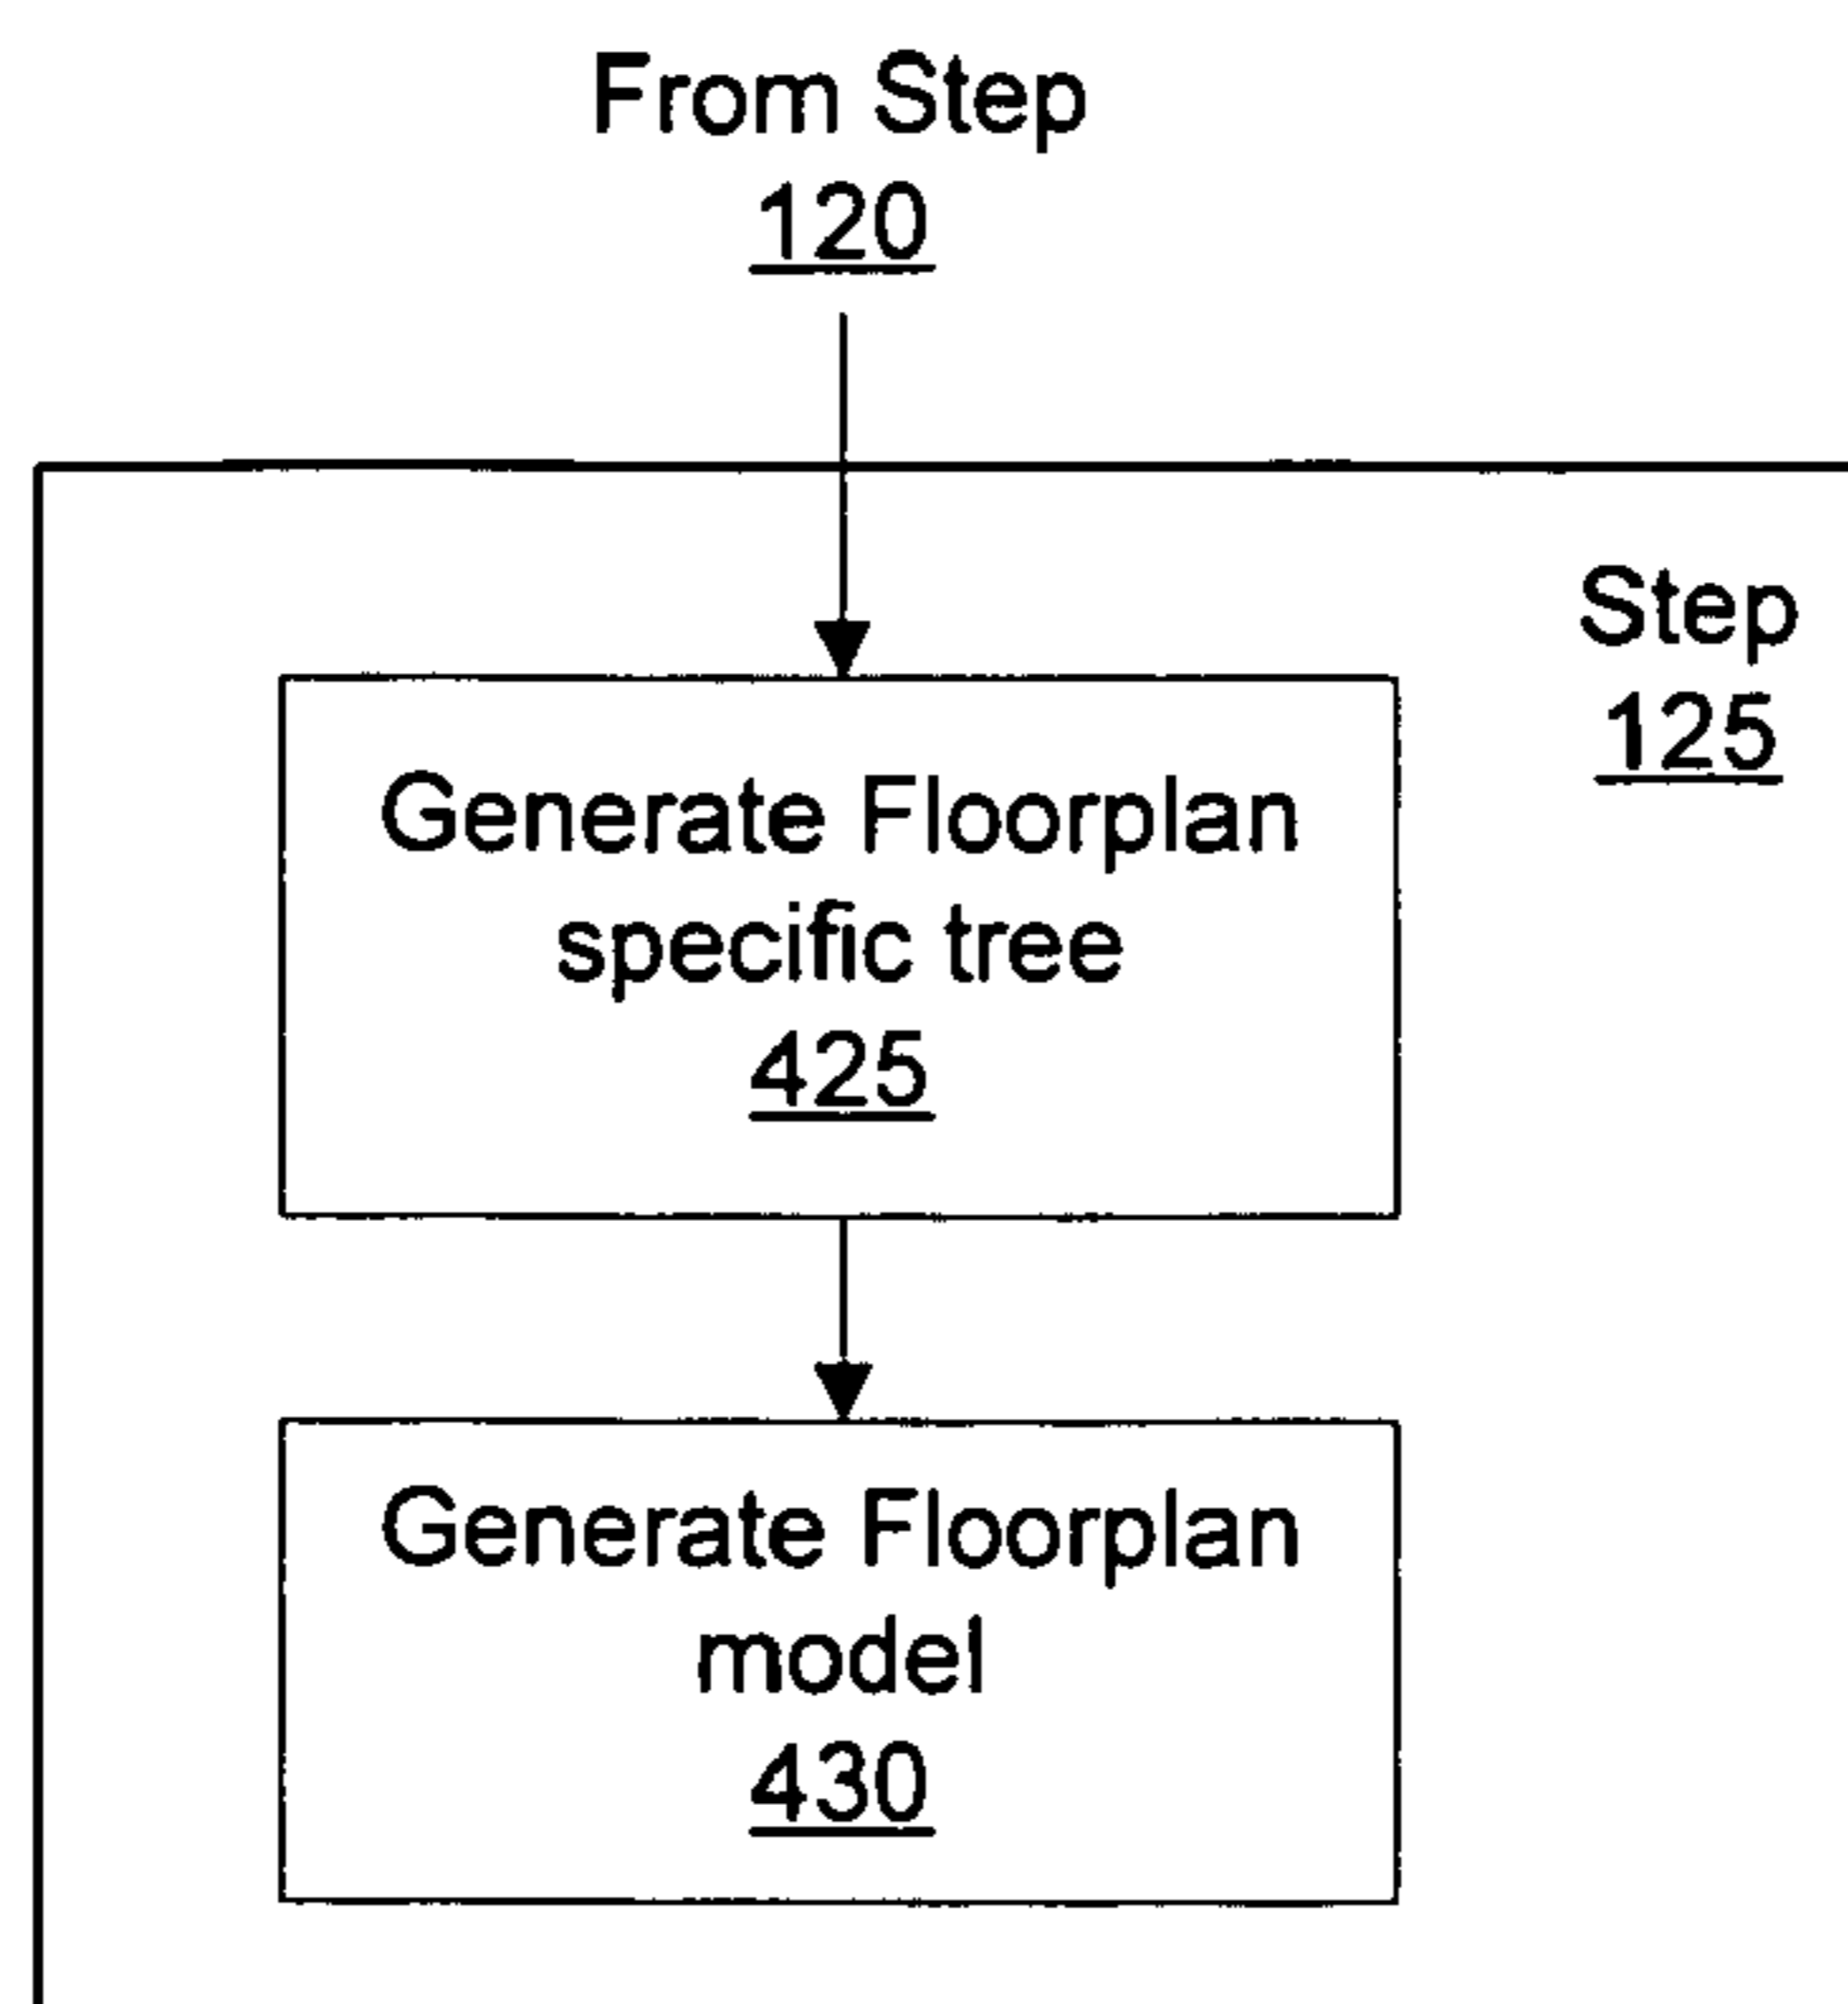 From Step
120
Step
125
Generate Floorplan
specific tree
425
Generate Floorplan
model
430